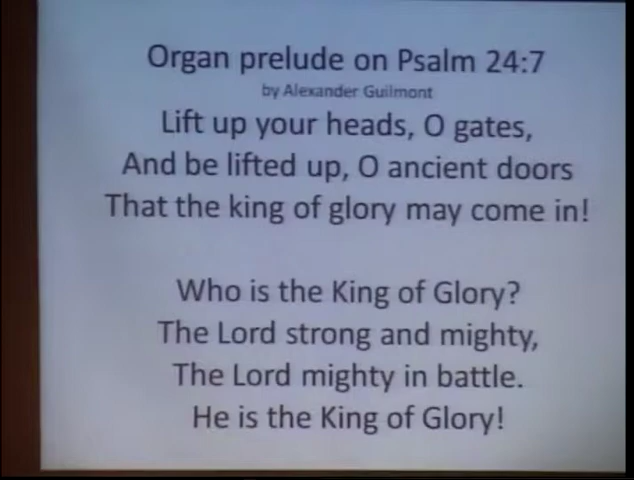 Organ prelude on Psalm 24:7
by Alexander Guilmont
Lift up your heads, O gates,
And be lifted up, O ancient doors
That the king of glory may come in!
Who is the King of Glory?
The Lord strong and mighty,
The Lord mighty in battle.
He is the King of Glory!